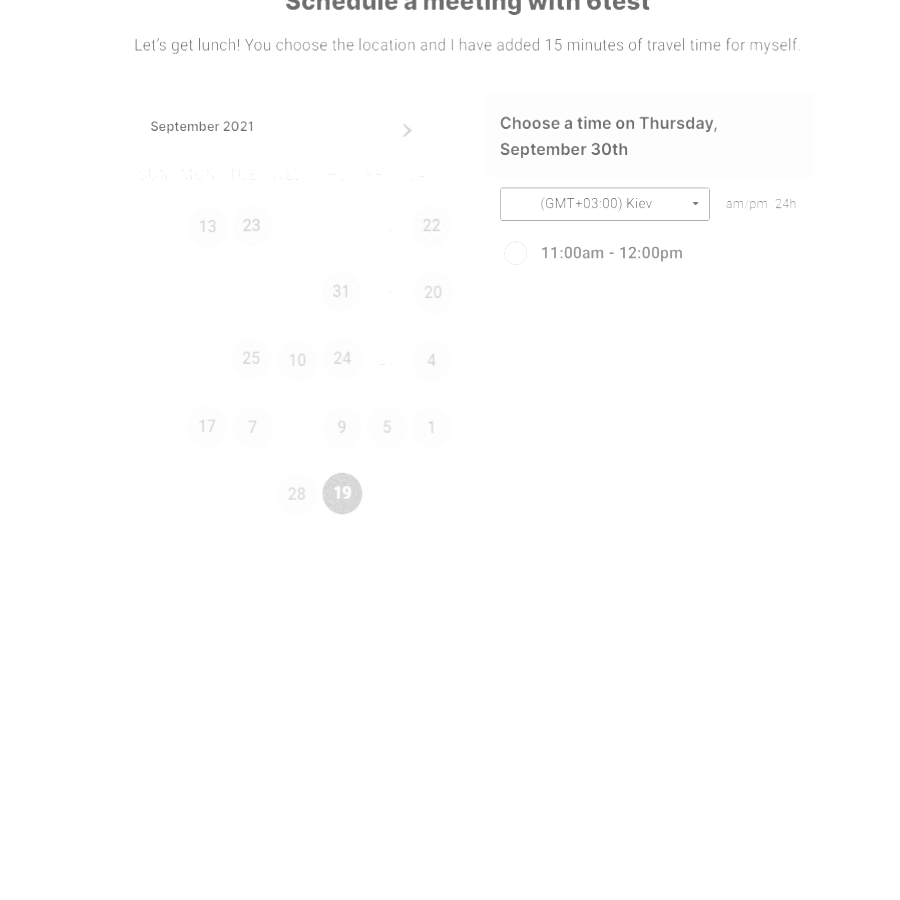 Schedule a meeting with 6test
Let's get lunch! You choose the location and I have added 15 minutes of travel time for myself.
September 2021
Choose a time on Thursday,
September 30th
SUN MON TUE WED
(GMT+03:00) Kiev
am/pm 24h
13 23 22
11:00am - 12:00pm
31 20
25 10 24 4
17 7 9 5 1
28 19